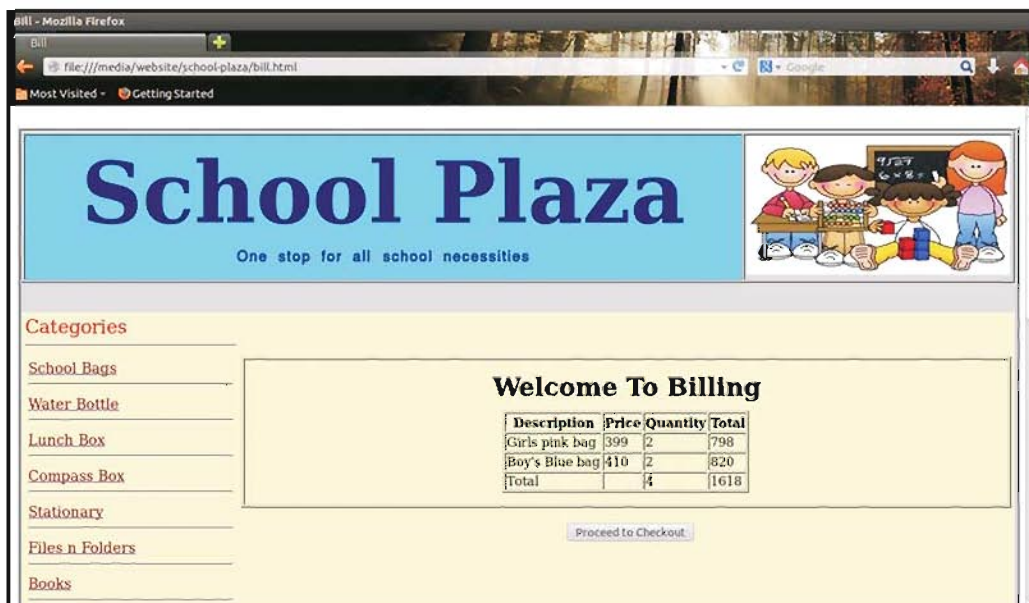 Bill - Mozilla Firefox
Bill
file:///media/website/school-plaza/bill.html
Google
Most Visited
Getting Started
School Plaza
One stop for all school necessities
Categories
School Bags
Water Bottle
Lunch Box
Compass Box
Stationary
Files n Folders
Books
Welcome To Billing
Description Price Quantity Total
Girls pink bag 399 2 798
Boy's Blue bag 410 2 820
Total 4 1618
Proceed to Checkout